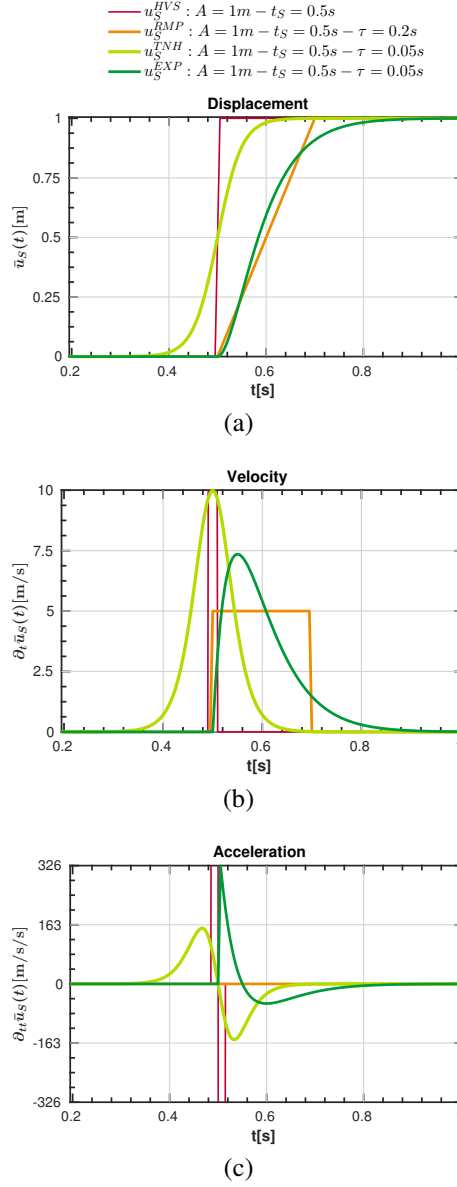 u_S^{HVS} : A = 1m − t_S = 0.5s
u_S^{RMP} : A = 1m − t_S = 0.5s − τ = 0.2s
u_S^{TNH} : A = 1m − t_S = 0.5s − τ = 0.05s
u_S^{EXP} : A = 1m − t_S = 0.5s − τ = 0.05s
Displacement
1
0.75
0.5
0.25
0
ū_S(t)[m]
0.2 0.4 0.6 0.8
t[s]
(a)
Velocity
10
7.5
5
2.5
0
∂_t ū_S(t)[m/s]
0.2 0.4 0.6 0.8
t[s]
(b)
Acceleration
326
163
0
-163
-326
∂_{tt} ū_S(t)[m/s/s]
0.2 0.4 0.6 0.8
t[s]
(c)